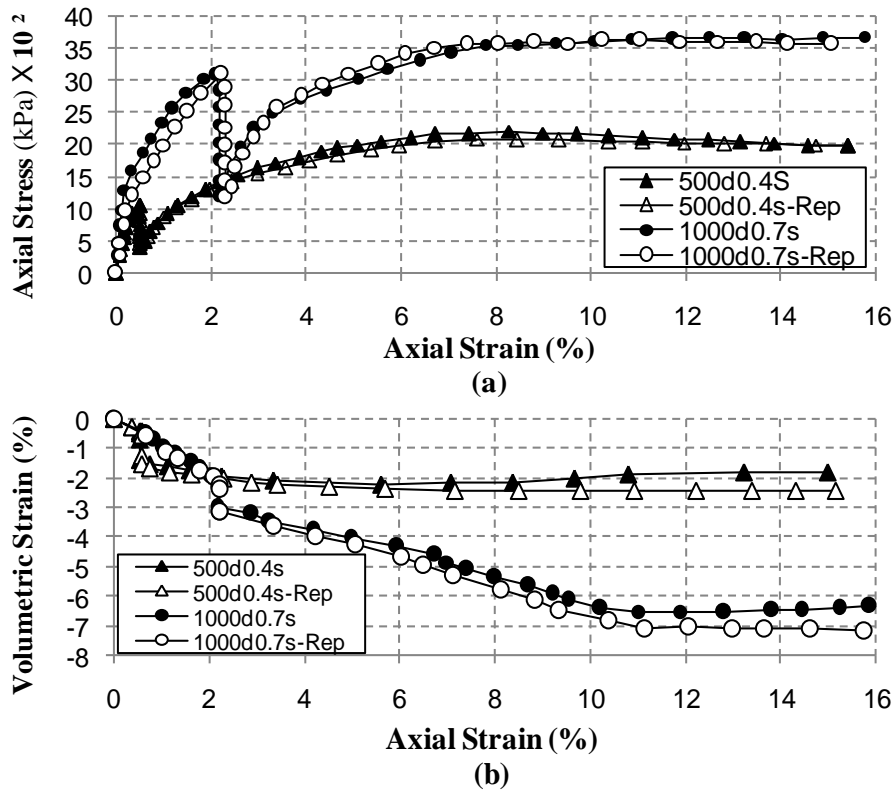 Axial Stress (kPa) X 10 ²
40
35
30
25
20
15
10
5
0
500d0.4S
500d0.4s-Rep
1000d0.7s
1000d0.7s-Rep
0 2 4 6 8 10 12 14 16
Axial Strain (%)
(a)
Volumetric Strain (%)
0
-1
-2
-3
-4
-5
-6
-7
-8
500d0.4s
500d0.4s-Rep
1000d0.7s
1000d0.7s-Rep
0 2 4 6 8 10 12 14 16
Axial Strain (%)
(b)